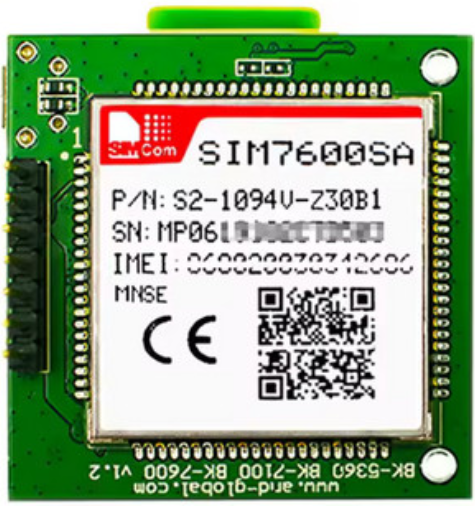 1
SIMCom
SIM7600SA
P/N: S2-1094V-Z30B1
SN: MP06
IMEI:
MNSE
CE
BK-5360 BK-7100 BK-7600 v1.2
www.and-global.com